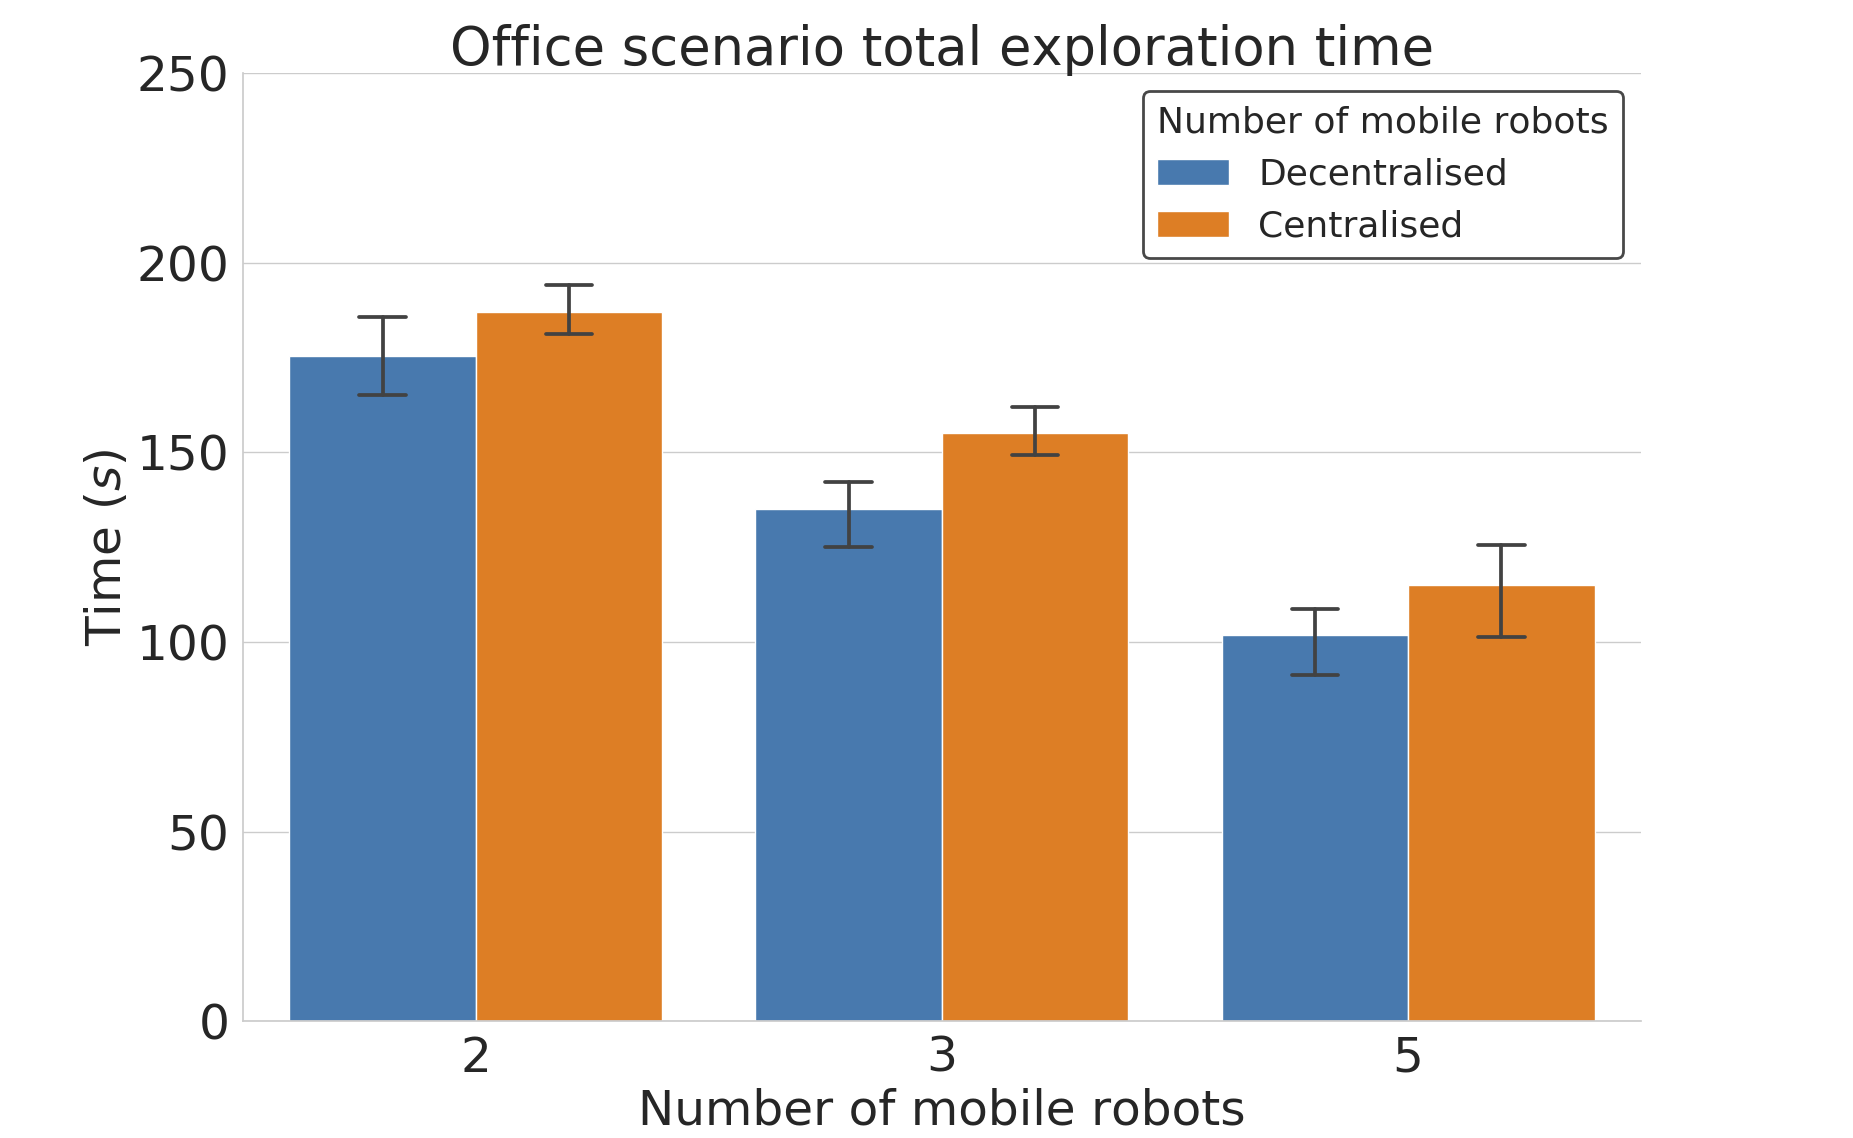 Office scenario total exploration time
250
200
150
100
50
0
Time (s)
Number of mobile robots
Decentralised
Centralised
2
3
5
Number of mobile robots